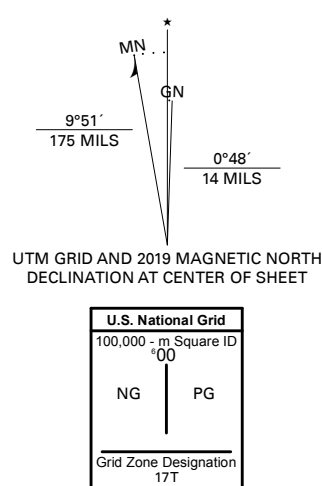 ★
MN
GN
9°51´
175 MILS
0°48´
14 MILS
UTM GRID AND 2019 MAGNETIC NORTH
DECLINATION AT CENTER OF SHEET
U.S. National Grid
100,000 - m Square ID
⁶00
NG PG
Grid Zone Designation
17T